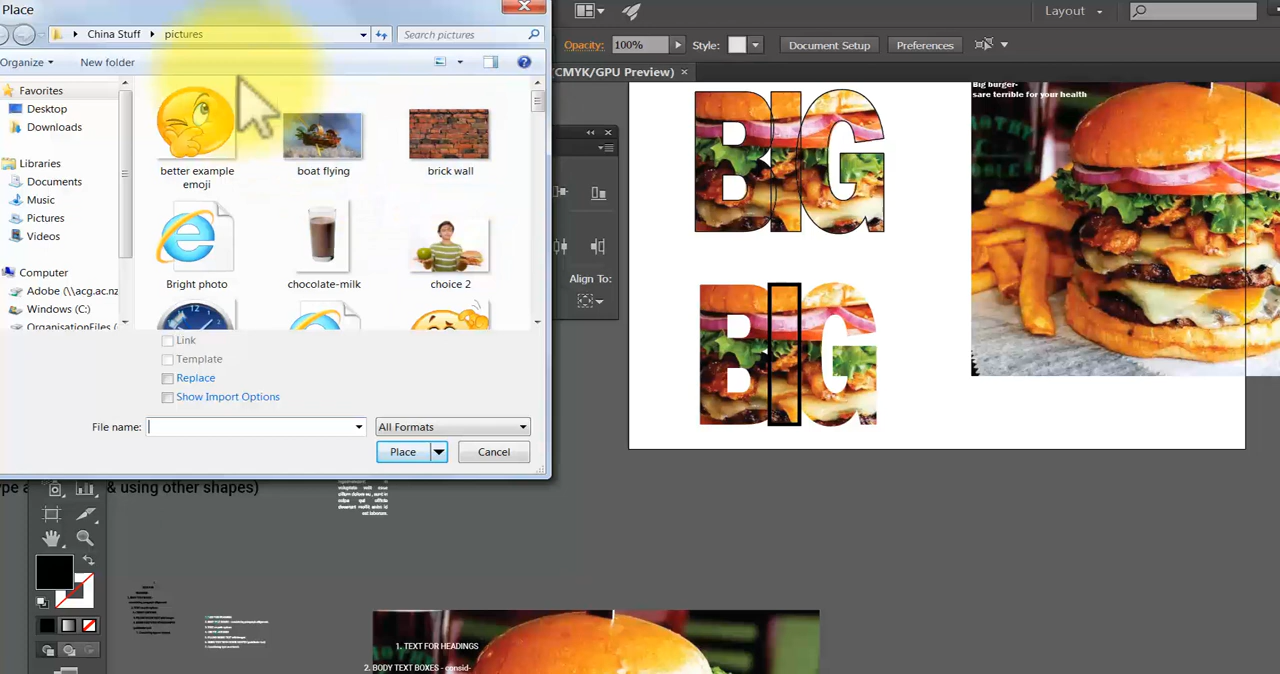 Place
China Stuff
pictures
Search pictures
Organize
New folder
Favorites
Desktop
Downloads
Libraries
Documents
Music
Pictures
Videos
Computer
Adobe (\\acg.ac.nz
Windows (C:)
OrganisationFiles (
better example
emoji
boat flying
brick wall
Bright photo
chocolate-milk
choice 2
Link
Template
Replace
Show Import Options
File name:
All Formats
Place
Cancel
Layout
Opacity:
100%
Style:
Document Setup
Preferences
(CMYK/GPU Preview)
Align To:
BIG
BIG
Big burger-
sare terrible for your health
& using other shapes)
1. TEXT FOR HEADINGS
2. BODY TEXT BOXES - consid-